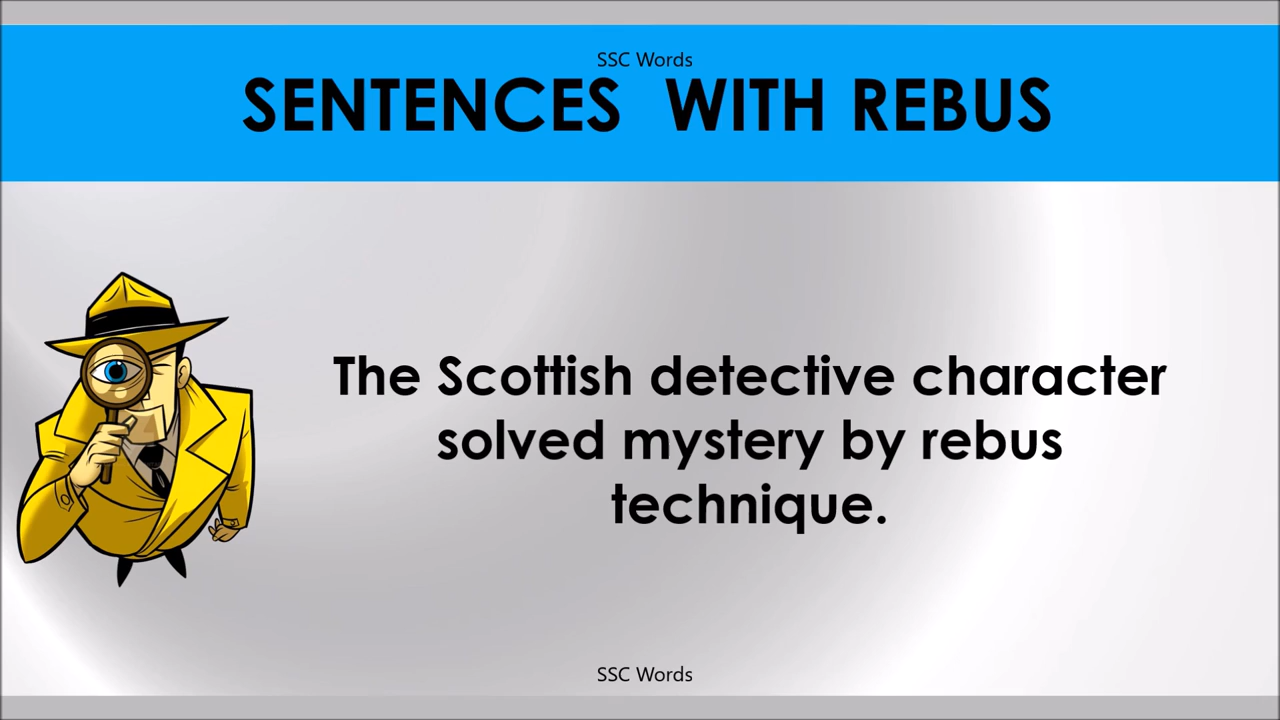 SSC Words
SENTENCES WITH REBUS
The Scottish detective character
solved mystery by rebus
technique.
SSC Words